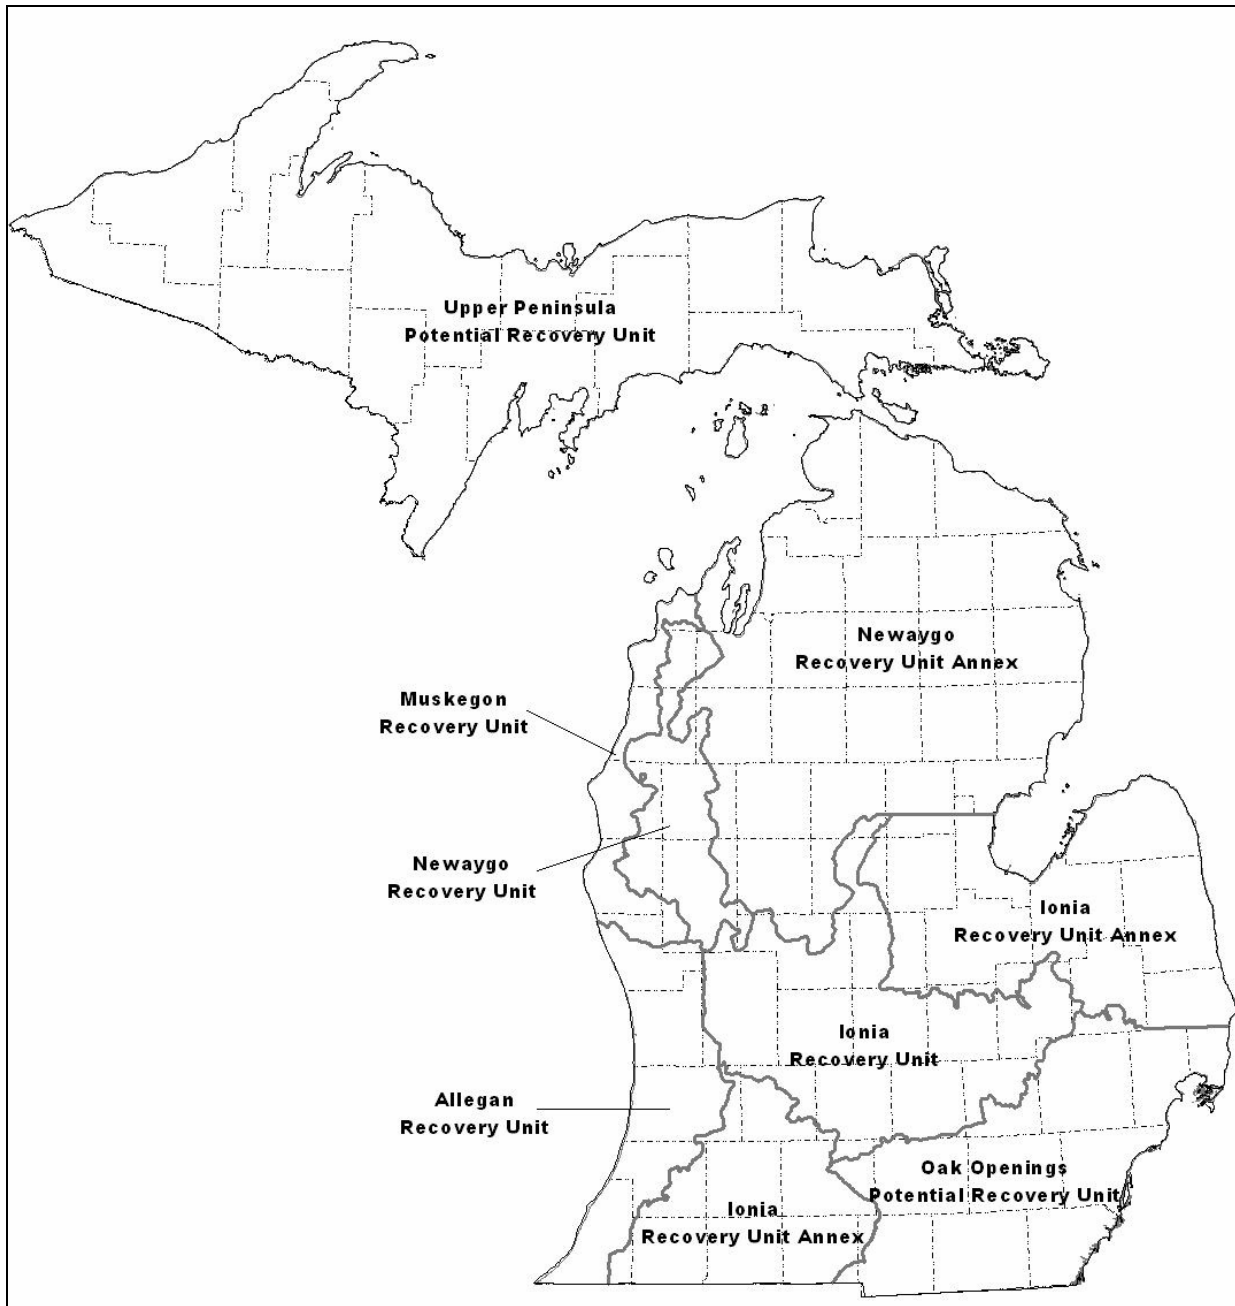 Upper Peninsula
Potential Recovery Unit
Newaygo
Recovery Unit Annex
Muskegon
Recovery Unit
Newaygo
Recovery Unit
Ionia
Recovery Unit Annex
Ionia
Recovery Unit
Allegan
Recovery Unit
Oak Openings
Potential Recovery Unit
Ionia
Recovery Unit Annex